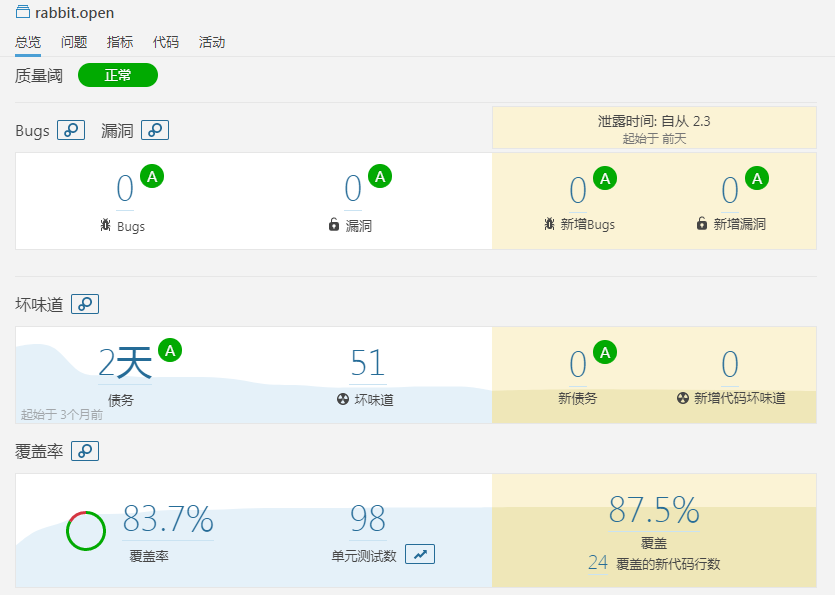 rabbit.open
总览 问题 指标 代码 活动
质量阈 正常
Bugs 漏洞
泄露时间: 自从 2.3
起始于 前天
0 A 0 A 0 A 0 A
Bugs 漏洞 新增Bugs 新增漏洞
坏味道
2天 A 51 0 A 0
债务 坏味道 新债务 新增代码坏味道
起始于 3个月前
覆盖率
83.7% 98 87.5%
覆盖率 单元测试数 覆盖
24 覆盖的新代码行数